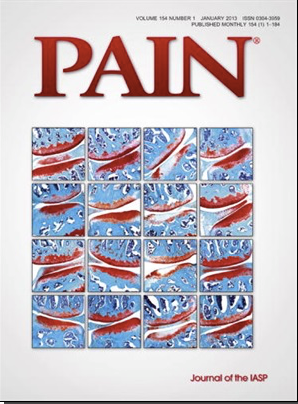 VOLUME 154 NUMBER 1 JANUARY 2013 ISSN 0304-3959
PUBLISHED MONTHLY 154 (1) 1-184
PAIN®
Journal of the IASP